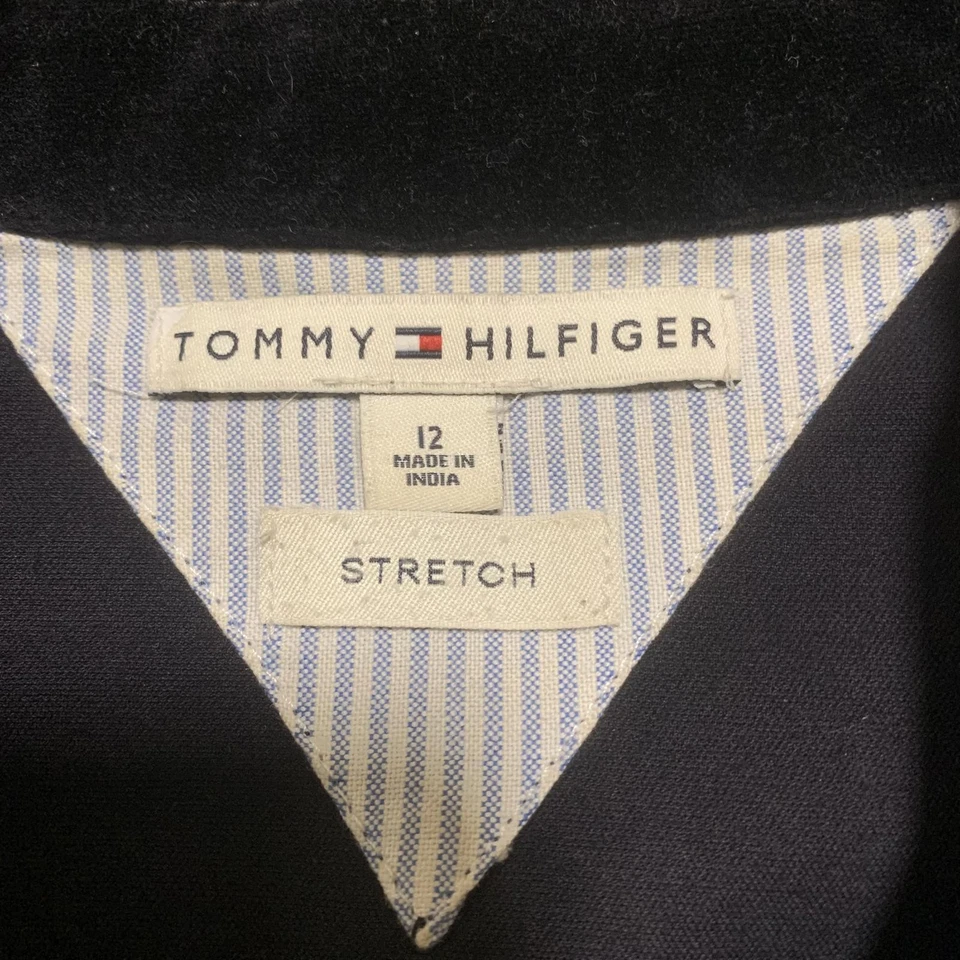 TOMMY HILFIGER
12
MADE IN
INDIA
STRETCH